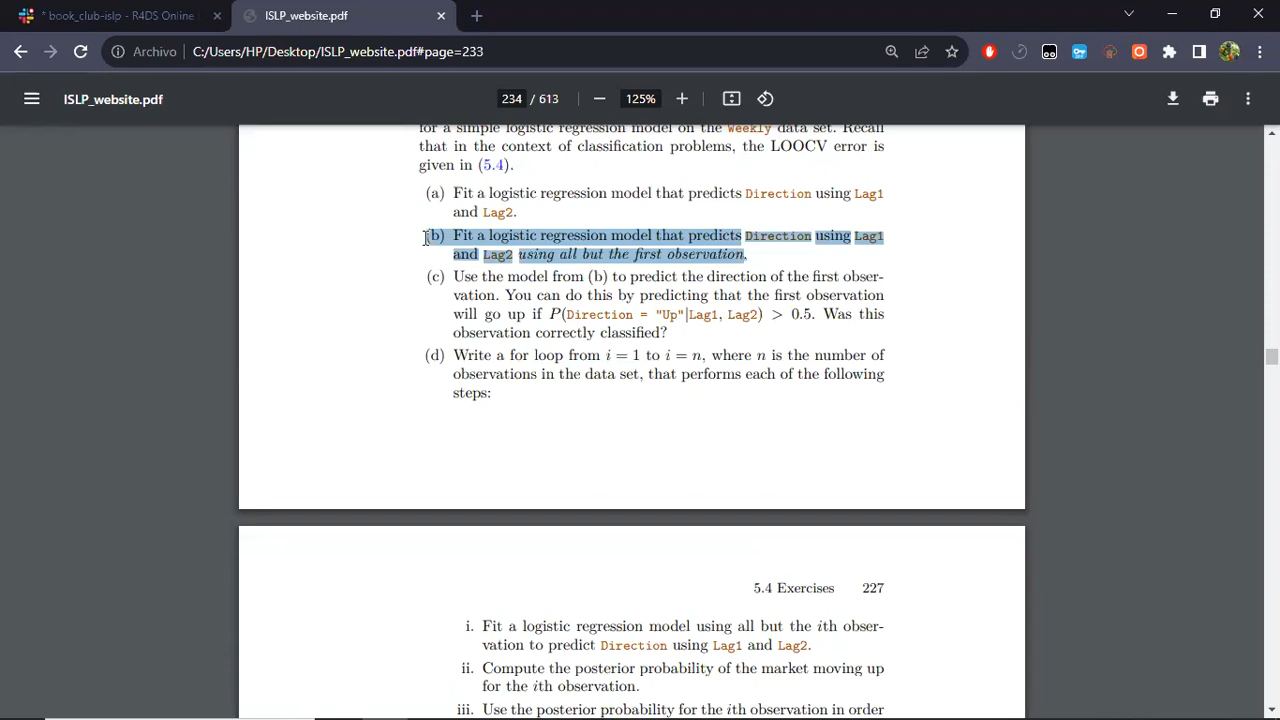 * book_club-islp - R4DS Online
ISLP_website.pdf
Archivo
C:/Users/HP/Desktop/ISLP_website.pdf#page=233
ISLP_website.pdf
234 / 613
125%
for a simple logistic regression model on the Weekly data set. Recall
that in the context of classification problems, the LOOCV error is
given in (5.4).
(a) Fit a logistic regression model that predicts Direction using Lag1
and Lag2.
(b) Fit a logistic regression model that predicts Direction using Lag1
and Lag2 using all but the first observation.
(c) Use the model from (b) to predict the direction of the first obser-
vation. You can do this by predicting that the first observation
will go up if P(Direction = "Up"|Lag1, Lag2) > 0.5. Was this
observation correctly classified?
(d) Write a for loop from i = 1 to i = n, where n is the number of
observations in the data set, that performs each of the following
steps:
5.4 Exercises 227
i. Fit a logistic regression model using all but the ith obser-
vation to predict Direction using Lag1 and Lag2.
ii. Compute the posterior probability of the market moving up
for the ith observation.
iii. Use the posterior probability for the ith observation in order